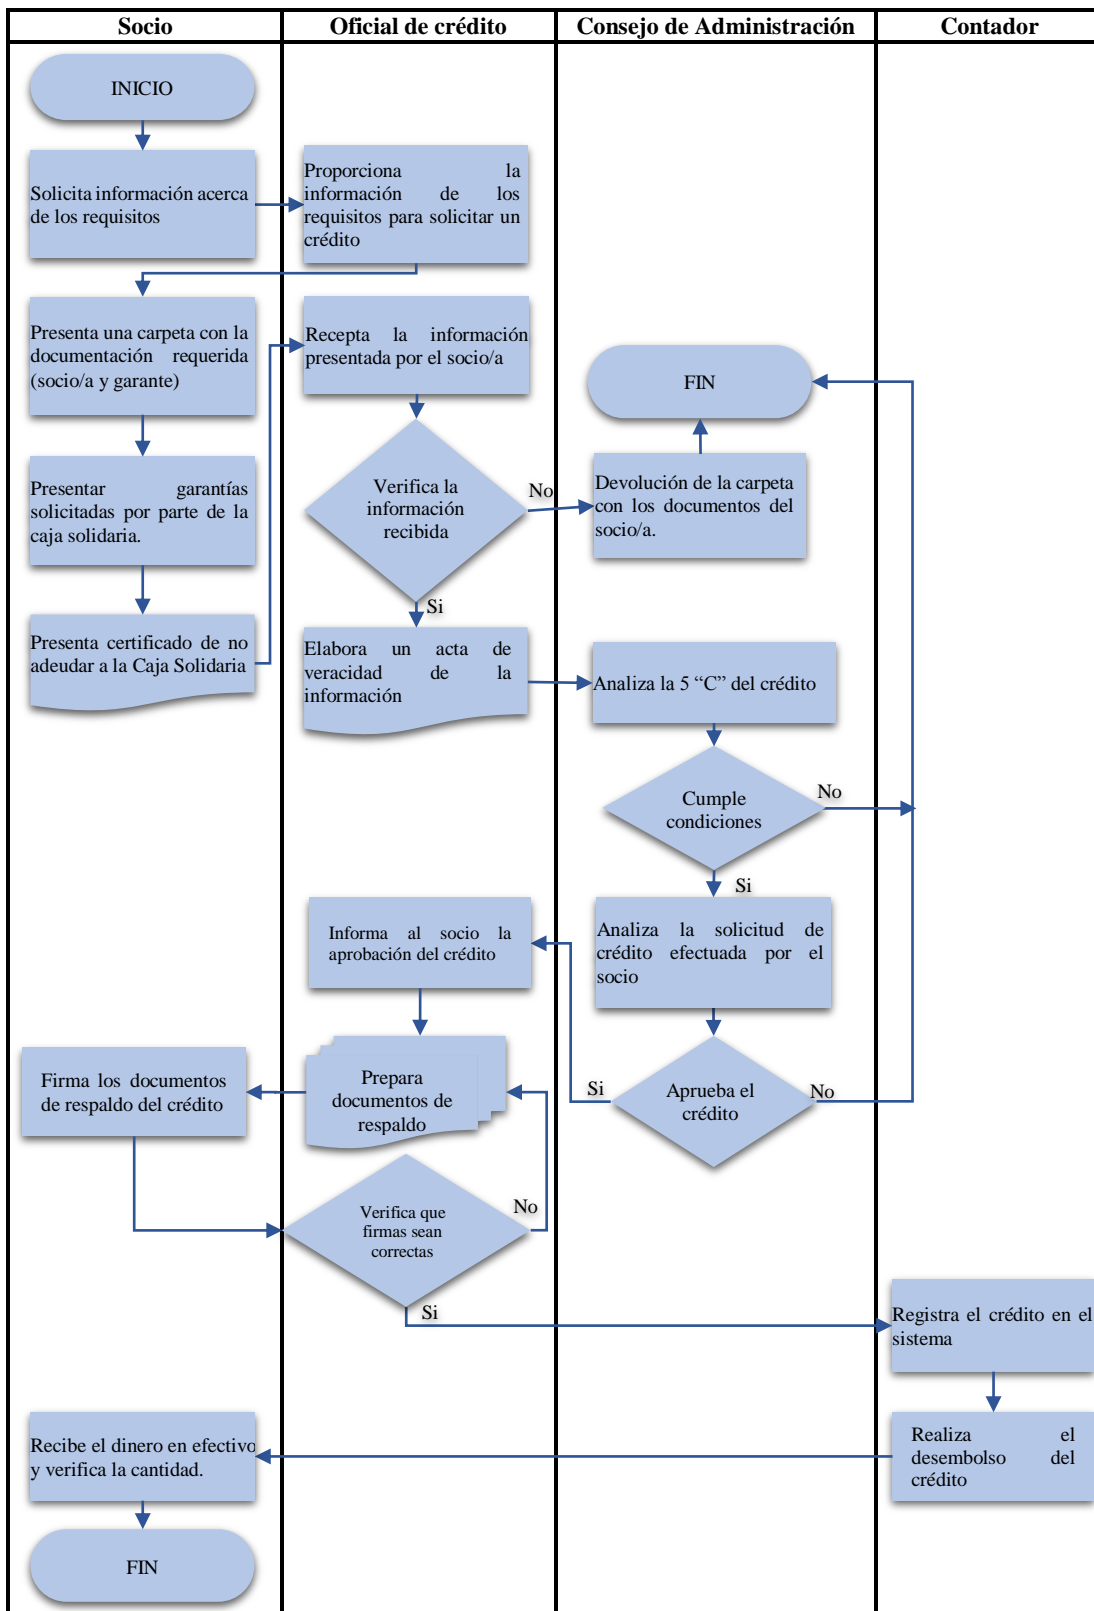 Socio
Oficial de crédito
Consejo de Administración
Contador
INICIO
Solicita información acerca
de los requisitos
Proporciona la
información de los
requisitos para solicitar un
crédito
Presenta una carpeta con la
documentación requerida
(socio/a y garante)
Recepta la información
presentada por el socio/a
FIN
Presentar garantías
solicitadas por parte de la
caja solidaria.
Verifica la
información
recibida
No
Devolución de la carpeta
con los documentos del
socio/a.
Si
Presenta certificado de no
adeudar a la Caja Solidaria
Elabora un acta de
veracidad de la
información
Analiza la 5 “C” del crédito
Cumple
condiciones
No
Si
Informa al socio la
aprobación del crédito
Analiza la solicitud de
crédito efectuada por el
socio
Firma los documentos
de respaldo del crédito
Prepara
documentos de
respaldo
Si
Aprueba el
crédito
No
Verifica que
firmas sean
correctas
No
Si
Registra el crédito en el
sistema
Recibe el dinero en efectivo
y verifica la cantidad.
Realiza el
desembolso del
crédito
FIN